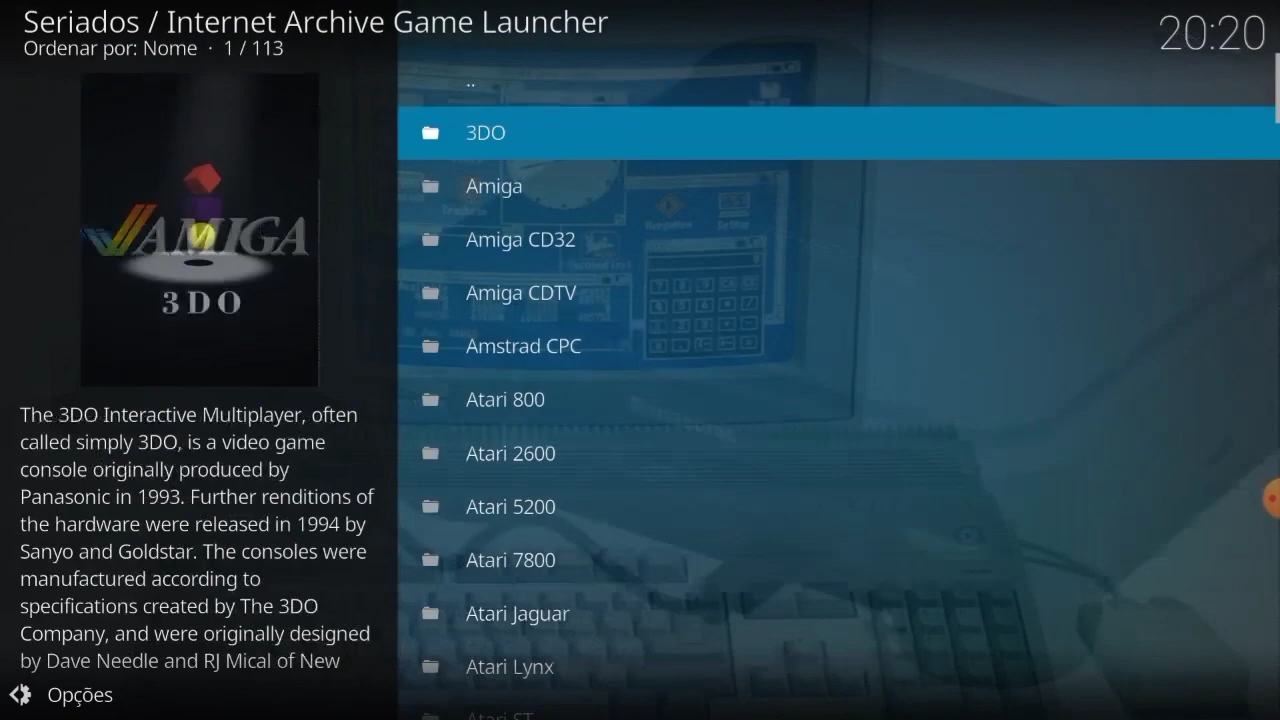 Seriados / Internet Archive Game Launcher
Ordenar por: Nome · 1 / 113
20:20
..
3DO
Amiga
Amiga CD32
Amiga CDTV
Amstrad CPC
Atari 800
Atari 2600
Atari 5200
Atari 7800
Atari Jaguar
Atari Lynx
Atari ST
AMIGA
3DO
The 3DO Interactive Multiplayer, often
called simply 3DO, is a video game
console originally produced by
Panasonic in 1993. Further renditions of
the hardware were released in 1994 by
Sanyo and Goldstar. The consoles were
manufactured according to
specifications created by The 3DO
Company, and were originally designed
by Dave Needle and RJ Mical of New
Opções